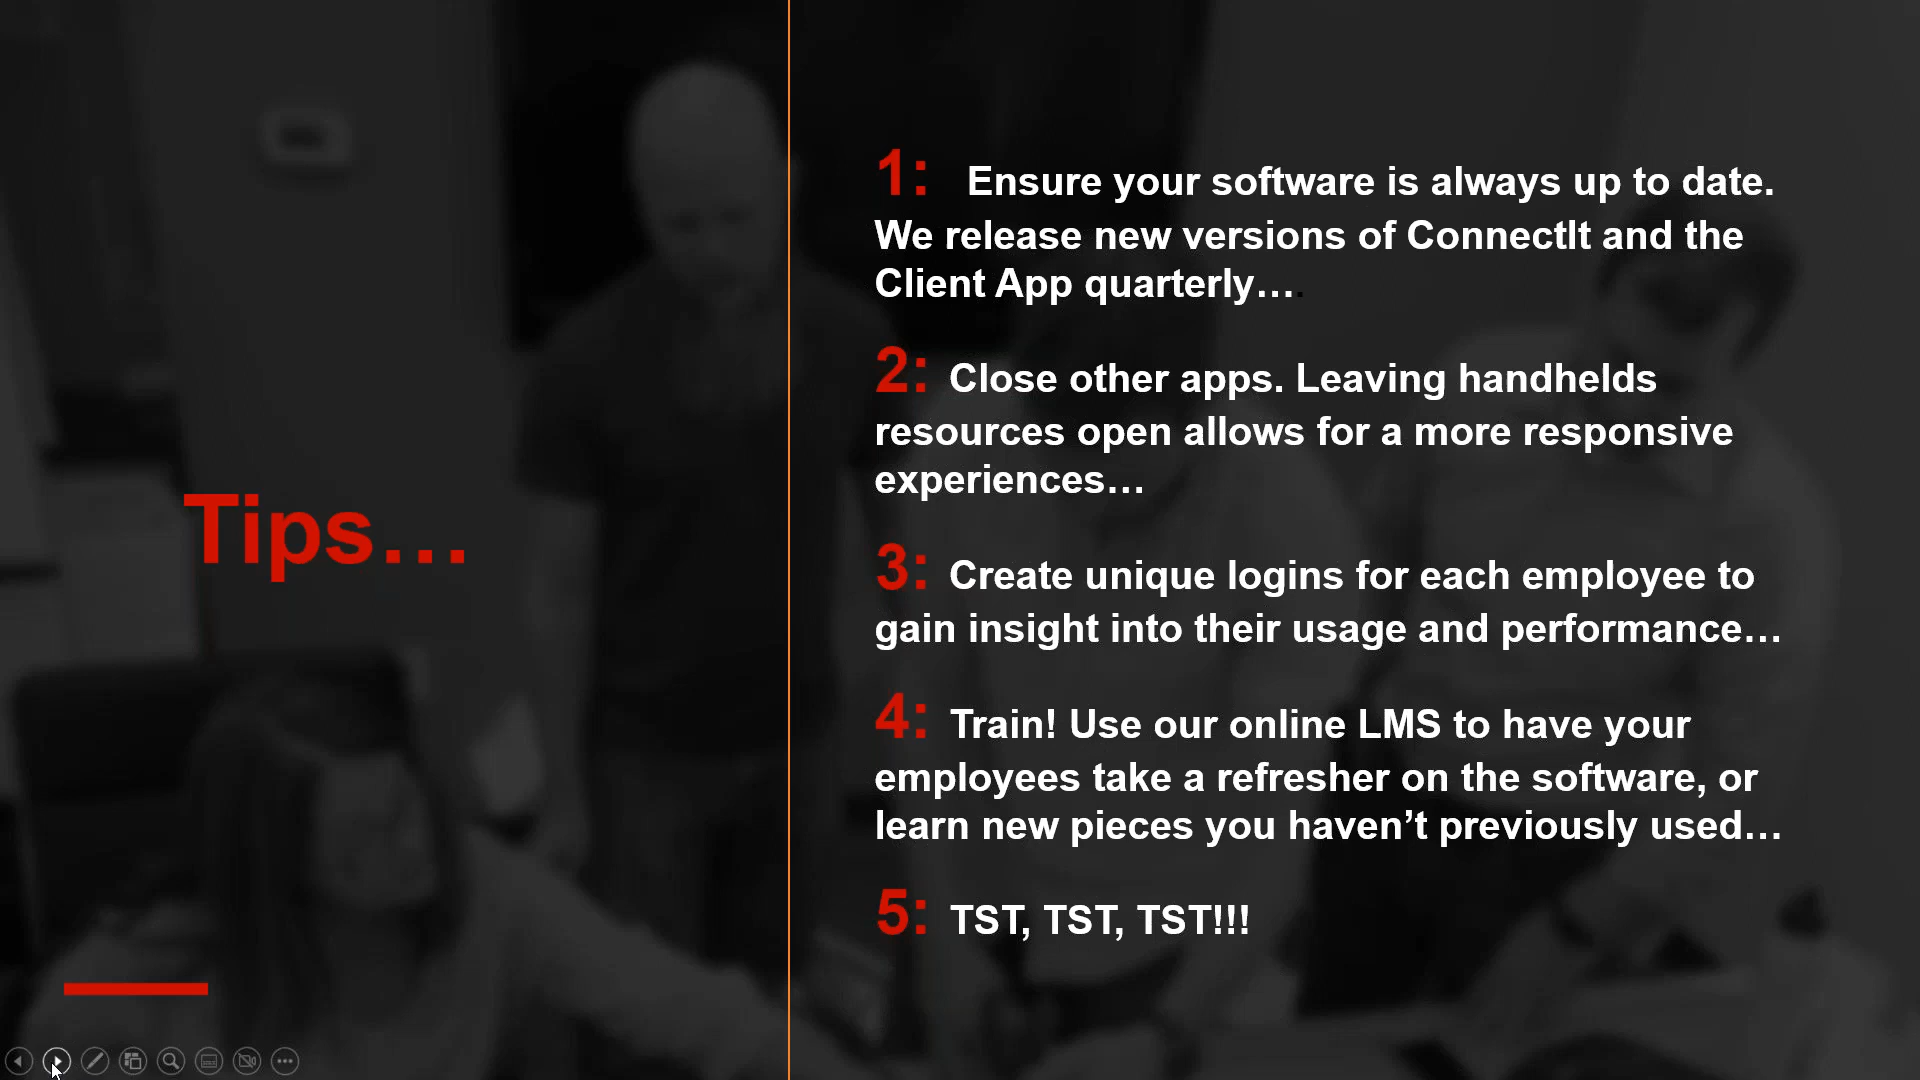 Tips...
1: Ensure your software is always up to date.
We release new versions of ConnectIt and the
Client App quarterly....
2: Close other apps. Leaving handhelds
resources open allows for a more responsive
experiences...
3: Create unique logins for each employee to
gain insight into their usage and performance...
4: Train! Use our online LMS to have your
employees take a refresher on the software, or
learn new pieces you haven’t previously used...
5: TST, TST, TST!!!